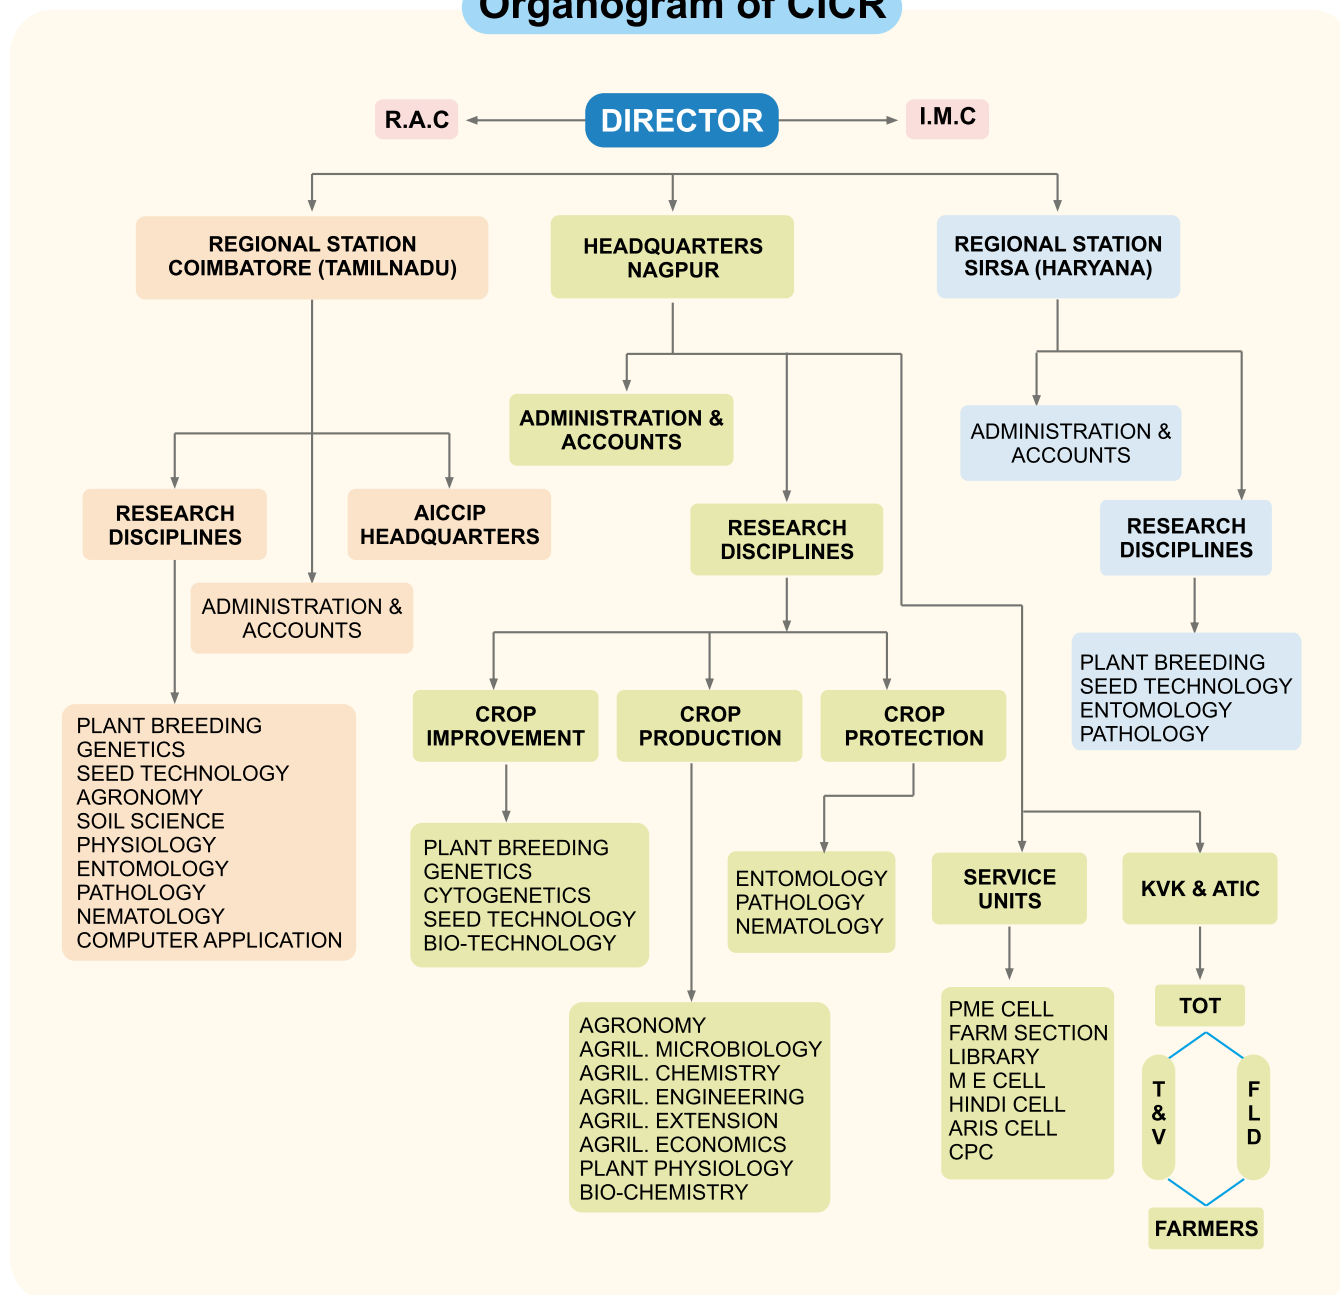 Organogram of CICR
R.A.C
DIRECTOR
I.M.C
REGIONAL STATION
COIMBATORE (TAMILNADU)
HEADQUARTERS
NAGPUR
REGIONAL STATION
SIRSA (HARYANA)
ADMINISTRATION &
ACCOUNTS
ADMINISTRATION &
ACCOUNTS
RESEARCH
DISCIPLINES
AICCIP
HEADQUARTERS
RESEARCH
DISCIPLINES
RESEARCH
DISCIPLINES
ADMINISTRATION &
ACCOUNTS
PLANT BREEDING
SEED TECHNOLOGY
ENTOMOLOGY
PATHOLOGY
PLANT BREEDING
GENETICS
SEED TECHNOLOGY
AGRONOMY
SOIL SCIENCE
PHYSIOLOGY
ENTOMOLOGY
PATHOLOGY
NEMATOLOGY
COMPUTER APPLICATION
CROP
IMPROVEMENT
CROP
PRODUCTION
CROP
PROTECTION
PLANT BREEDING
GENETICS
CYTOGENETICS
SEED TECHNOLOGY
BIO-TECHNOLOGY
ENTOMOLOGY
PATHOLOGY
NEMATOLOGY
SERVICE
UNITS
KVK & ATIC
AGRONOMY
AGRIL. MICROBIOLOGY
AGRIL. CHEMISTRY
AGRIL. ENGINEERING
AGRIL. EXTENSION
AGRIL. ECONOMICS
PLANT PHYSIOLOGY
BIO-CHEMISTRY
PME CELL
FARM SECTION
LIBRARY
M E CELL
HINDI CELL
ARIS CELL
CPC
TOT
T
&
V
F
L
D
FARMERS